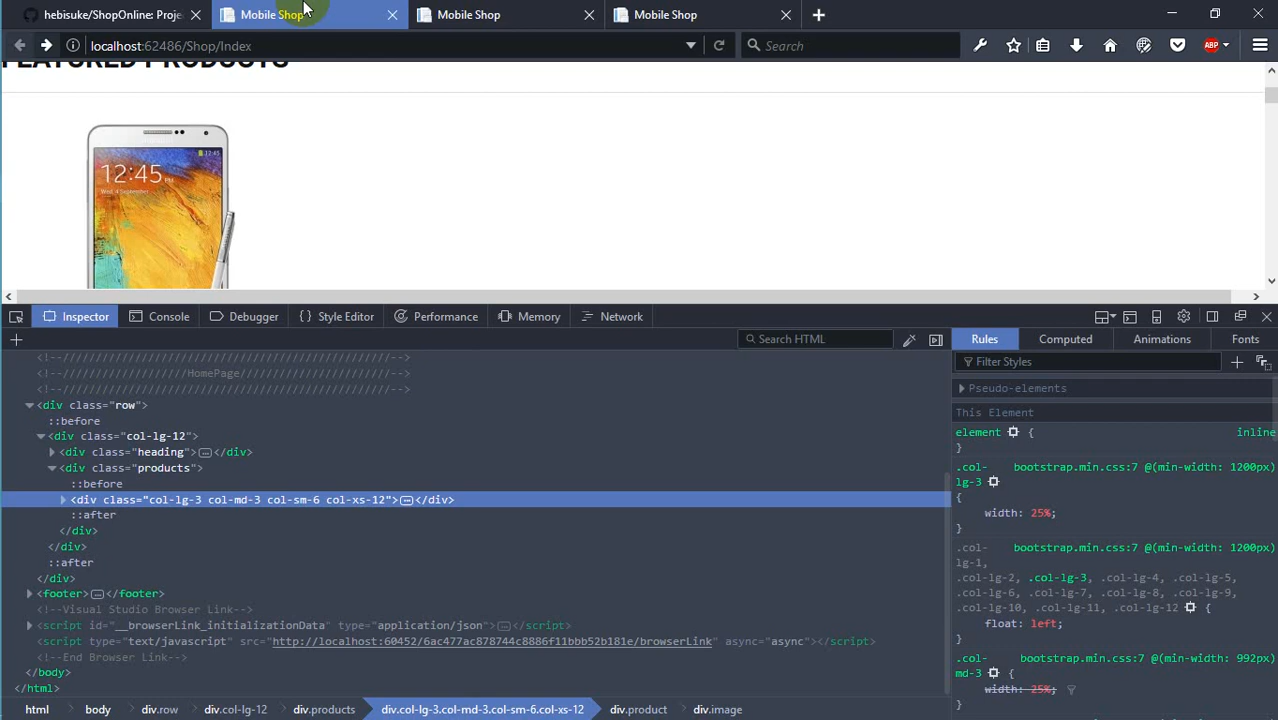 hebisuke/ShopOnline: Proje
Mobile Shop
Mobile Shop
Mobile Shop
localhost:62486/Shop/Index
Search
FEATURED PRODUCTS
12:45
12:45 PM
Wed, 4 September
Inspector
Console
Debugger
{ } Style Editor
Performance
Memory
Network
+
Search HTML
Rules
Computed
Animations
Fonts
Filter Styles
<!--//////////////////////////////////////////////////////////-->
<!--//////////////////////HomePage////////////////////////////-->
<!--//////////////////////////////////////////////////////////-->
<div class="row">
::before
<div class="col-lg-12">
<div class="heading"></div>
<div class="products">
::before
<div class="col-lg-3 col-md-3 col-sm-6 col-xs-12"></div>
::after
</div>
</div>
::after
</div>
<footer></footer>
<!--Visual Studio Browser Link-->
<script id="__browserLink_initializationData" type="application/json"></script>
<script type="text/javascript" src="http://localhost:60452/6ac477ac878744c8886f11bbb52b181e/browserLink" async="async"></script>
<!--End Browser Link-->
</body>
</html>
Pseudo-elements
This Element
element { inline
}
.col-lg-3 bootstrap.min.css:7 @(min-width: 1200px)
{
width: 25%;
}
.col-lg-1, bootstrap.min.css:7 @(min-width: 1200px)
.col-lg-2, .col-lg-3, .col-lg-4, .col-lg-5,
.col-lg-6, .col-lg-7, .col-lg-8, .col-lg-9,
.col-lg-10, .col-lg-11, .col-lg-12 {
float: left;
}
.col-md-3 { bootstrap.min.css:7 @(min-width: 992px)
width: 25%;
}
html
body
div.row
div.col-lg-12
div.products
div.col-lg-3.col-md-3.col-sm-6.col-xs-12
div.product
div.image
ABP